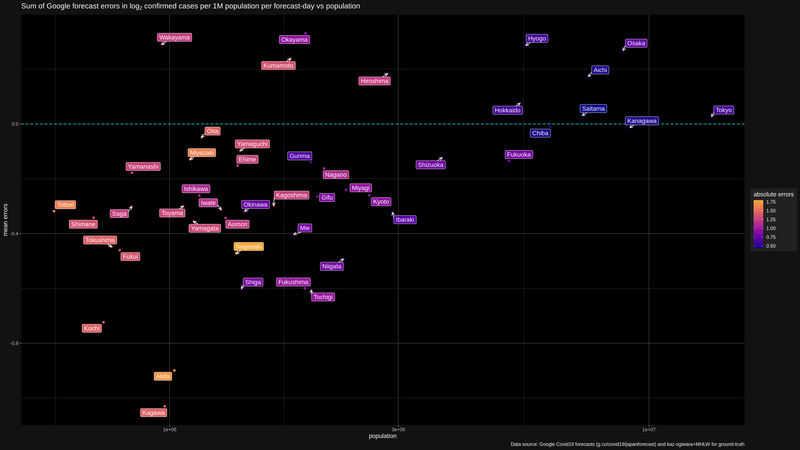 Sum of Google forecast errors in log2 confirmed cases per 1M population per forecast-day vs population
Wakayama
Okayama
Hyogo
Osaka
Kumamoto
Aichi
Hiroshima
Hokkaido
Saitama
Tokyo
Kanagawa
0.0
Oita
Chiba
Yamaguchi
Miyazaki
Ehime
Gunma
Fukuoka
Yamanashi
Shizuoka
Nagano
Ishikawa
Miyagi
Kagoshima
Gifu
Kyoto
Tottori
Iwate
Okinawa
Saga
Toyama
Ibaraki
Shimane
Yamagata
Aomori
Mie
mean errors
-0.4
Tokushima
Nagasaki
Fukui
Niigata
Shiga
Fukushima
Tochigi
Kochi
-0.8
Akita
Kagawa
absolute errors
1.75
1.50
1.25
1.00
0.75
0.50
1e+06
3e+06
1e+07
population
Data source: Google Covid19 forecasts (g.co/covid19/japanforecast) and kaz-ogiwara+MHLW for ground-truth